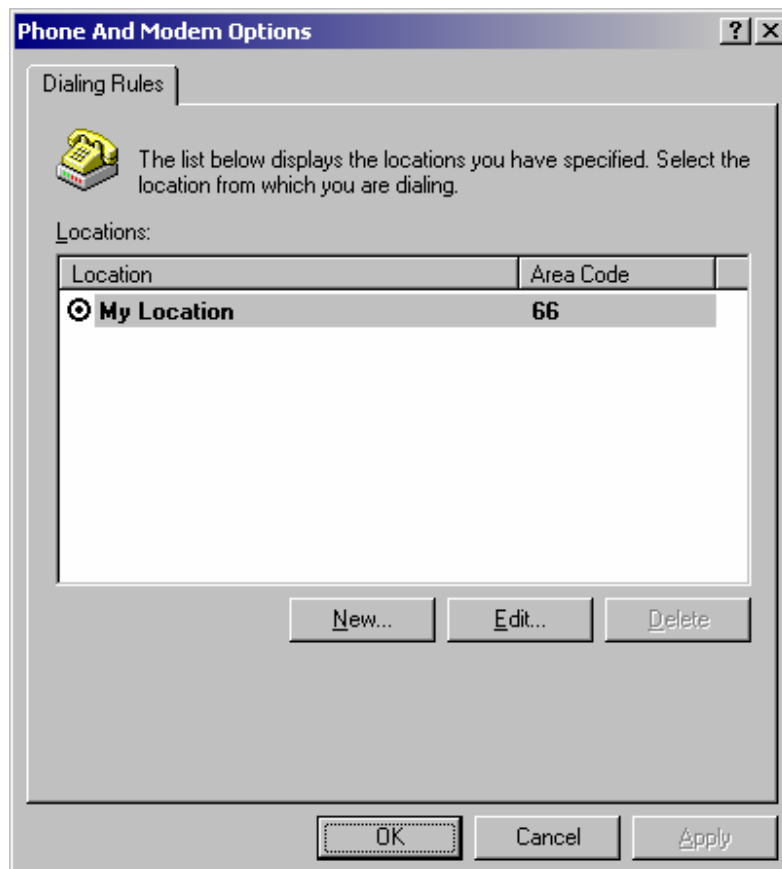 Phone And Modem Options
Dialing Rules
The list below displays the locations you have specified. Select the
location from which you are dialing.
Locations:
Location Area Code
My Location 66
New... Edit... Delete
OK Cancel Apply